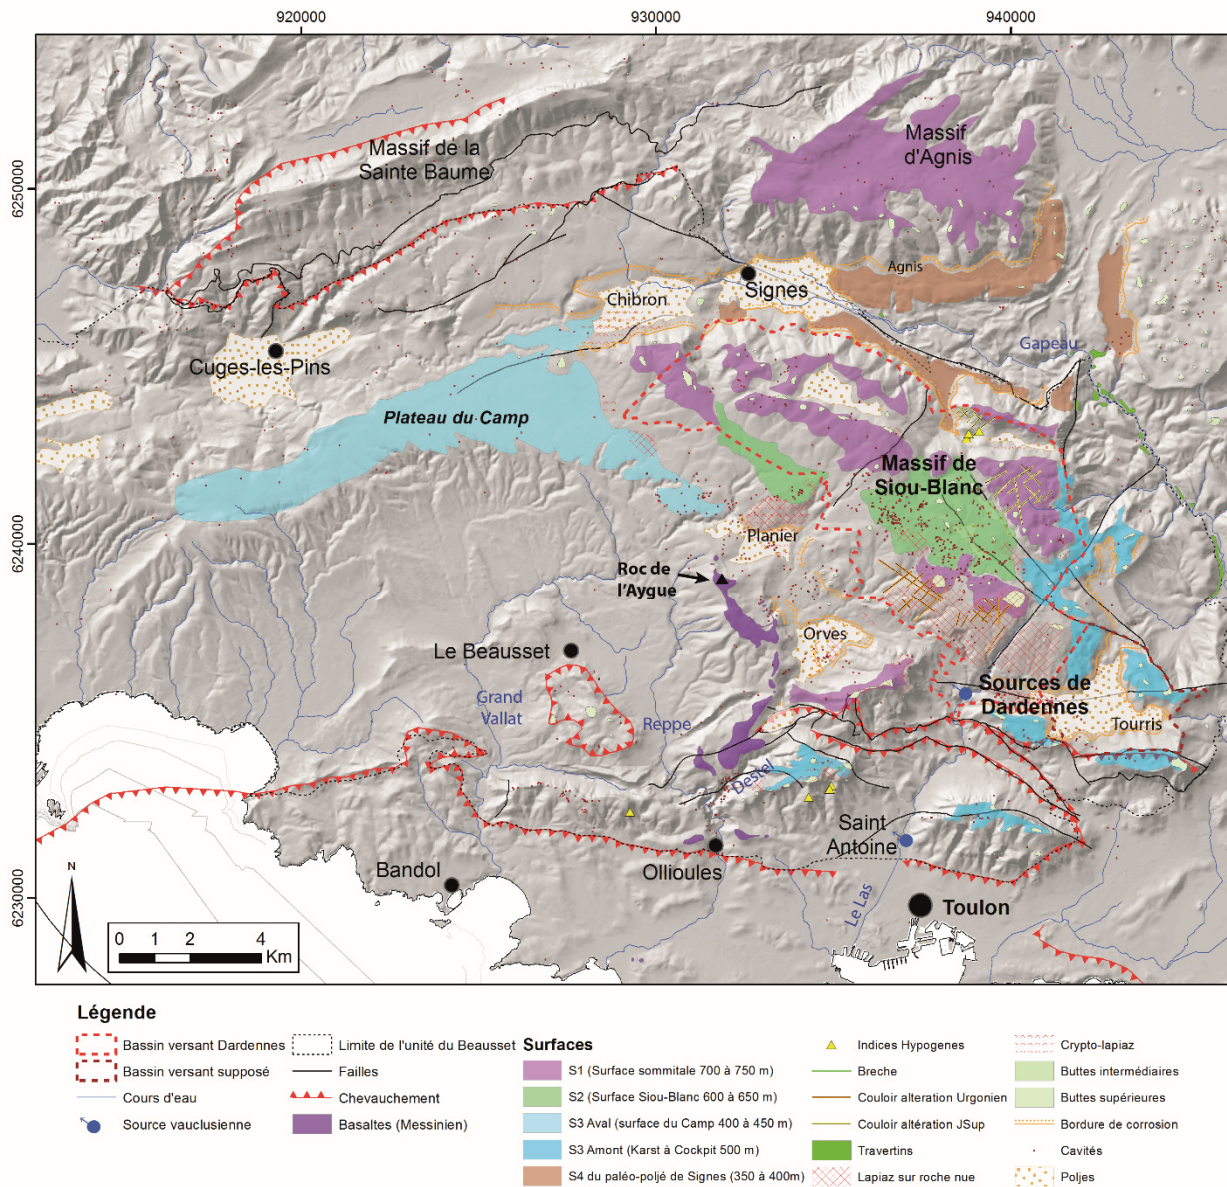 920000
930000
940000
6250000
6240000
6230000
Massif de la
Sainte Baume
Massif
d'Agnis
Agnis
Signes
Chibron
Gapeau
Cuges-les-Pins
Plateau du Camp
Massif de
Siou-Blanc
Planier
Roc de
l'Aygue
Orves
Le Beausset
Grand
Vallat
Reppe
Sources de
Dardennes
Tourris
Destel
Saint
Antoine
Bandol
Ollioules
Le Las
Toulon
N
0 1 2 4
Km
Légende
Bassin versant Dardennes
Bassin versant supposé
Cours d'eau
Source vauclusienne
Limite de l'unité du Beausset
Failles
Chevauchement
Basaltes (Messinien)
Surfaces
S1 (Surface sommitale 700 à 750 m)
S2 (Surface Siou-Blanc 600 à 650 m)
S3 Aval (surface du Camp 400 à 450 m)
S3 Amont (Karst à Cockpit 500 m)
S4 du paléo-poljé de Signes (350 à 400m)
Indices Hypogenes
Breche
Couloir alteration Urgonien
Couloir altération JSup
Travertins
Lapiaz sur roche nue
Crypto-lapiaz
Buttes intermédiaires
Buttes supérieures
Bordure de corrosion
Cavités
Poljes